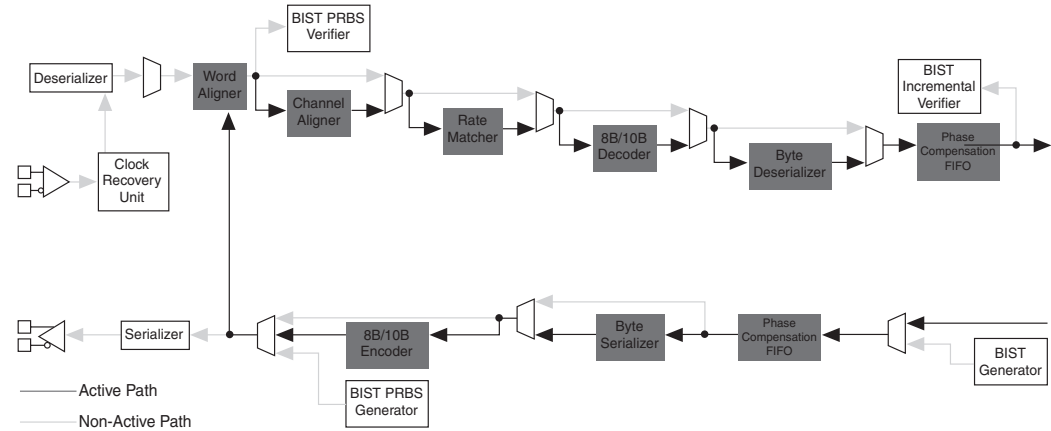 BIST PRBS
Verifier
Deserializer
Word
Aligner
Channel
Aligner
Rate
Matcher
8B/10B
Decoder
Byte
Deserializer
BIST
Incremental
Verifier
Phase
Compensation
FIFO
Clock
Recovery
Unit
Serializer
8B/10B
Encoder
BIST PRBS
Generator
Byte
Serializer
Phase
Compensation
FIFO
BIST
Generator
Active Path
Non-Active Path